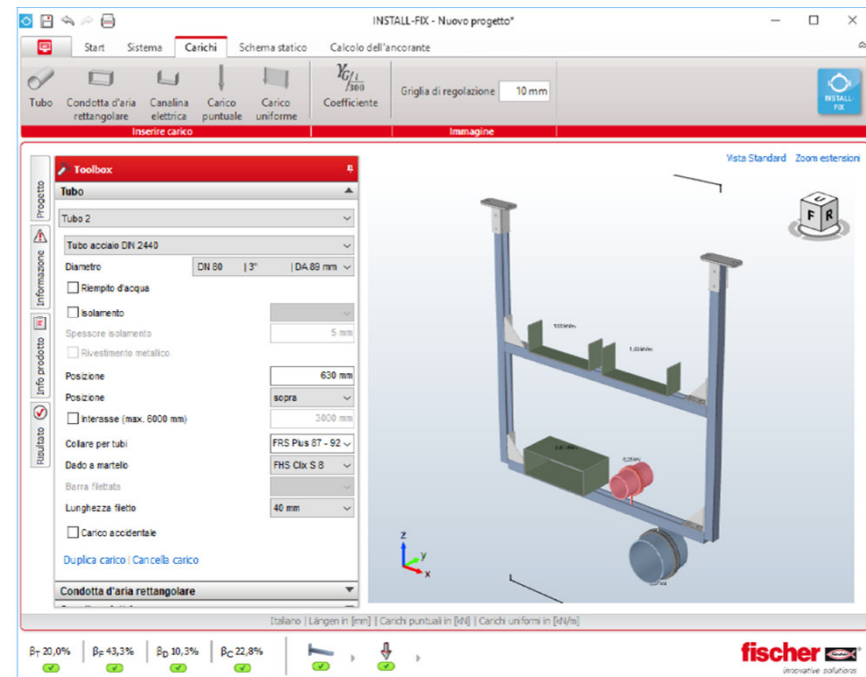 INSTALL-FIX - Nuovo progetto*
Start Sistema Carichi Schema statico Calcolo dell'ancorante
Tubo
Condotta d'aria rettangolare
Canalina elettrica
Carico puntuale
Carico uniforme
Coefficiente
Griglia di regolazione 10 mm
INSTALL-FIX
Inserire carico
Immagine
Vista Standard Zoom estensioni
Progetto
Informazione
Info prodotto
Risultato
Toolbox
Tubo
Tubo 2
Tubo acciaio DIN 2440
Diametro DN 80 | 3" | DA 89 mm
Riempito d'acqua
Isolamento
Spessore isolamento 5 mm
Rivestimento metallico
Posizione 630 mm
Posizione sopra
Interasse (max. 6000 mm) 3000 mm
Collare per tubi FRS Plus 87 - 92
Dado a martello FHS Clix S 8
Barra filettata
Lunghezza filetto 40 mm
Carico accidentale
Duplica carico | Cancella carico
Condotta d'aria rettangolare
U
F R
z
y
x
Italiano | Längen in [mm] | Carichi puntuali in [kN] | Carichi uniformi in [kN/m]
βT 20,0% βF 43,3% βD 10,3% βC 22,8%
fischer
innovative solutions